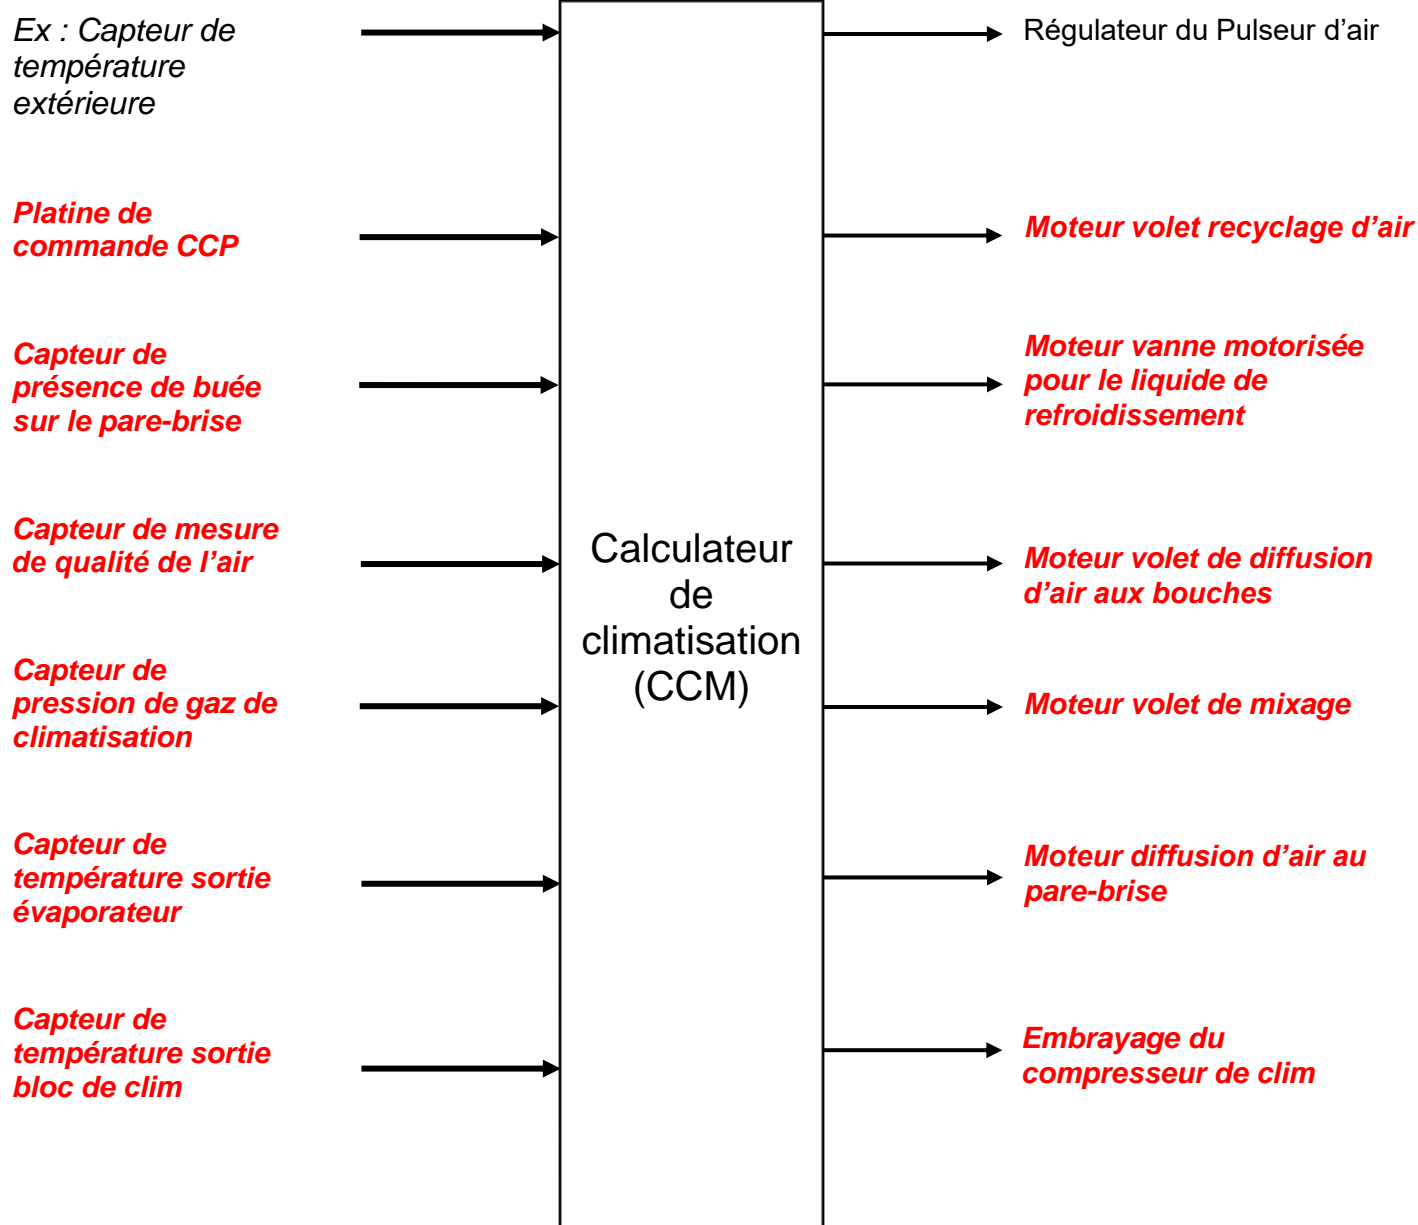 Ex : Capteur de
température
extérieure
Régulateur du Pulseur d’air
Platine de
commande CCP
Moteur volet recyclage d’air
Capteur de
présence de buée
sur le pare-brise
Moteur vanne motorisée
pour le liquide de
refroidissement
Capteur de mesure
de qualité de l’air
Calculateur
de
climatisation
(CCM)
Moteur volet de diffusion
d’air aux bouches
Capteur de
pression de gaz de
climatisation
Moteur volet de mixage
Capteur de
température sortie
évaporateur
Moteur diffusion d’air au
pare-brise
Capteur de
température sortie
bloc de clim
Embrayage du
compresseur de clim